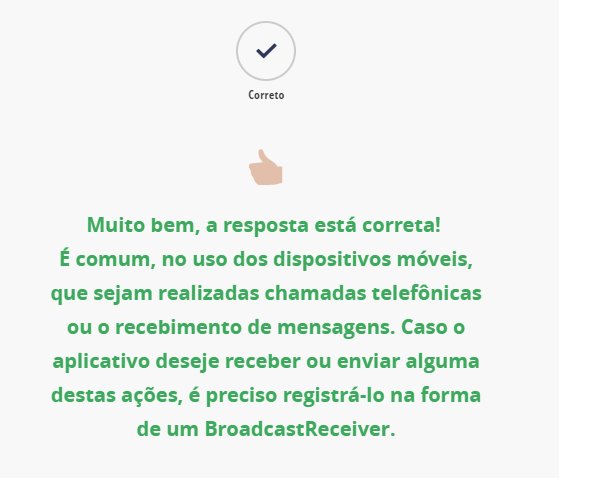 Correto
Muito bem, a resposta está correta!
É comum, no uso dos dispositivos móveis,
que sejam realizadas chamadas telefônicas
ou o recebimento de mensagens. Caso o
aplicativo deseje receber ou enviar alguma
destas ações, é preciso registrá-lo na forma
de um BroadcastReceiver.